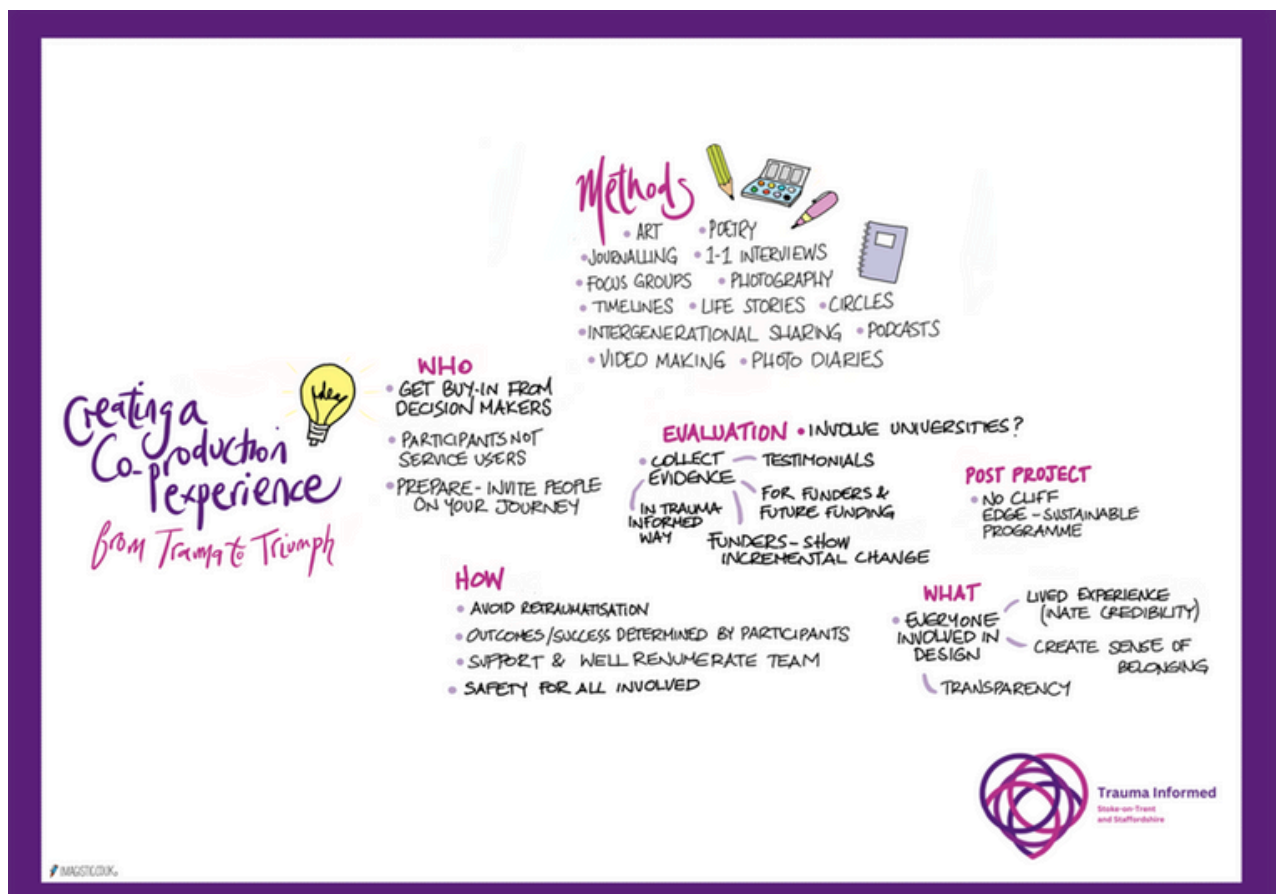 Creating a
Co-production
experience
from Trauma to Triumph
idea
Methods
• ART • POETRY
• JOURNALLING • 1-1 INTERVIEWS
• FOCUS GROUPS • PHOTOGRAPHY
• TIMELINES • LIFE STORIES • CIRCLES
• INTERGENERATIONAL SHARING • PODCASTS
• VIDEO MAKING • PHOTO DIARIES
WHO
• GET BUY-IN FROM
DECISION MAKERS
• PARTICIPANTS NOT
SERVICE USERS
• PREPARE - INVITE PEOPLE
ON YOUR JOURNEY
EVALUATION • INVOLVE UNIVERSITIES?
• COLLECT
EVIDENCE
TESTIMONIALS
IN TRAUMA
INFORMED
WAY
FOR FUNDERS &
FUTURE FUNDING
FUNDERS - SHOW
INCREMENTAL CHANGE
POST PROJECT
• NO CLIFF
EDGE - SUSTAINABLE
PROGRAMME
HOW
• AVOID RETRAUMATISATION
• OUTCOMES/SUCCESS DETERMINED BY PARTICIPANTS
• SUPPORT & WELL RENUMERATE TEAM
• SAFETY FOR ALL INVOLVED
WHAT
• EVERYONE
INVOLVED IN
DESIGN
LIVED EXPERIENCE
(INATE CREDIBILITY)
CREATE SENSE OF
BELONGING
TRANSPARENCY
Trauma Informed
Stoke-on-Trent
and Staffordshire
IMAGISTIC.CO.UK